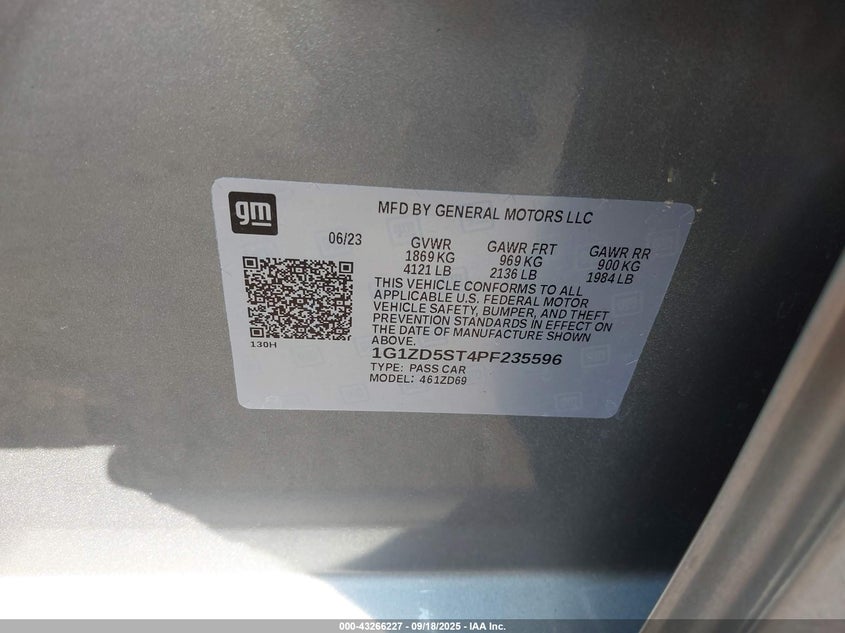 gm
MFD BY GENERAL MOTORS LLC
06/23 GVWR GAWR FRT GAWR RR
1869 KG 969 KG 900 KG
4121 LB 2136 LB 1984 LB
THIS VEHICLE CONFORMS TO ALL
APPLICABLE U.S. FEDERAL MOTOR
VEHICLE SAFETY, BUMPER, AND THEFT
PREVENTION STANDARDS IN EFFECT ON
THE DATE OF MANUFACTURE SHOWN
ABOVE.
130H
1G1ZD5ST4PF235596
TYPE: PASS CAR
MODEL: 461ZD69
000-43266227 - 09/18/2025 - IAA Inc.